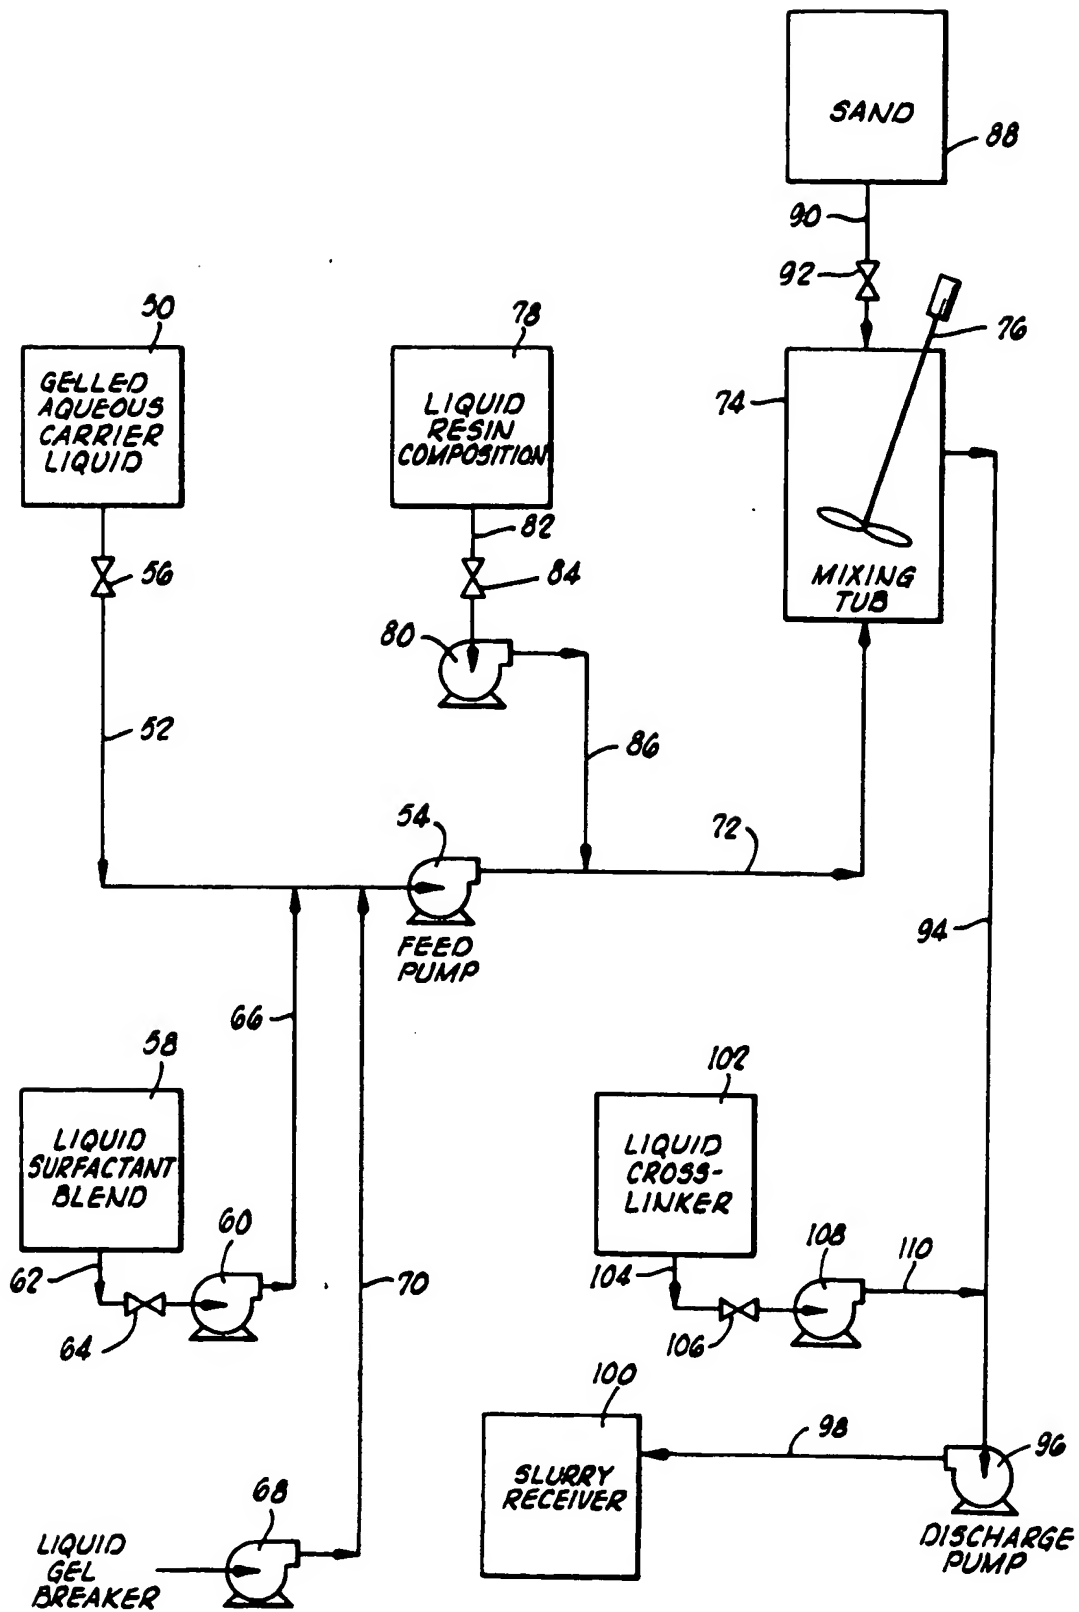 SAND
88
90
92
76
50
78
74
GELLED
AQUEOUS
CARRIER
LIQUID
LIQUID
RESIN
COMPOSITION
82
56
84
MIXING
TUB
80
52
86
54
72
94
FEED
PUMP
66
58
102
LIQUID
SURFACTANT
BLEND
LIQUID
CROSS-
LINKER
60
108
110
62
70
104
64
106
100
98
96
SLURRY
RECEIVER
68
DISCHARGE
PUMP
LIQUID
GEL
BREAKER